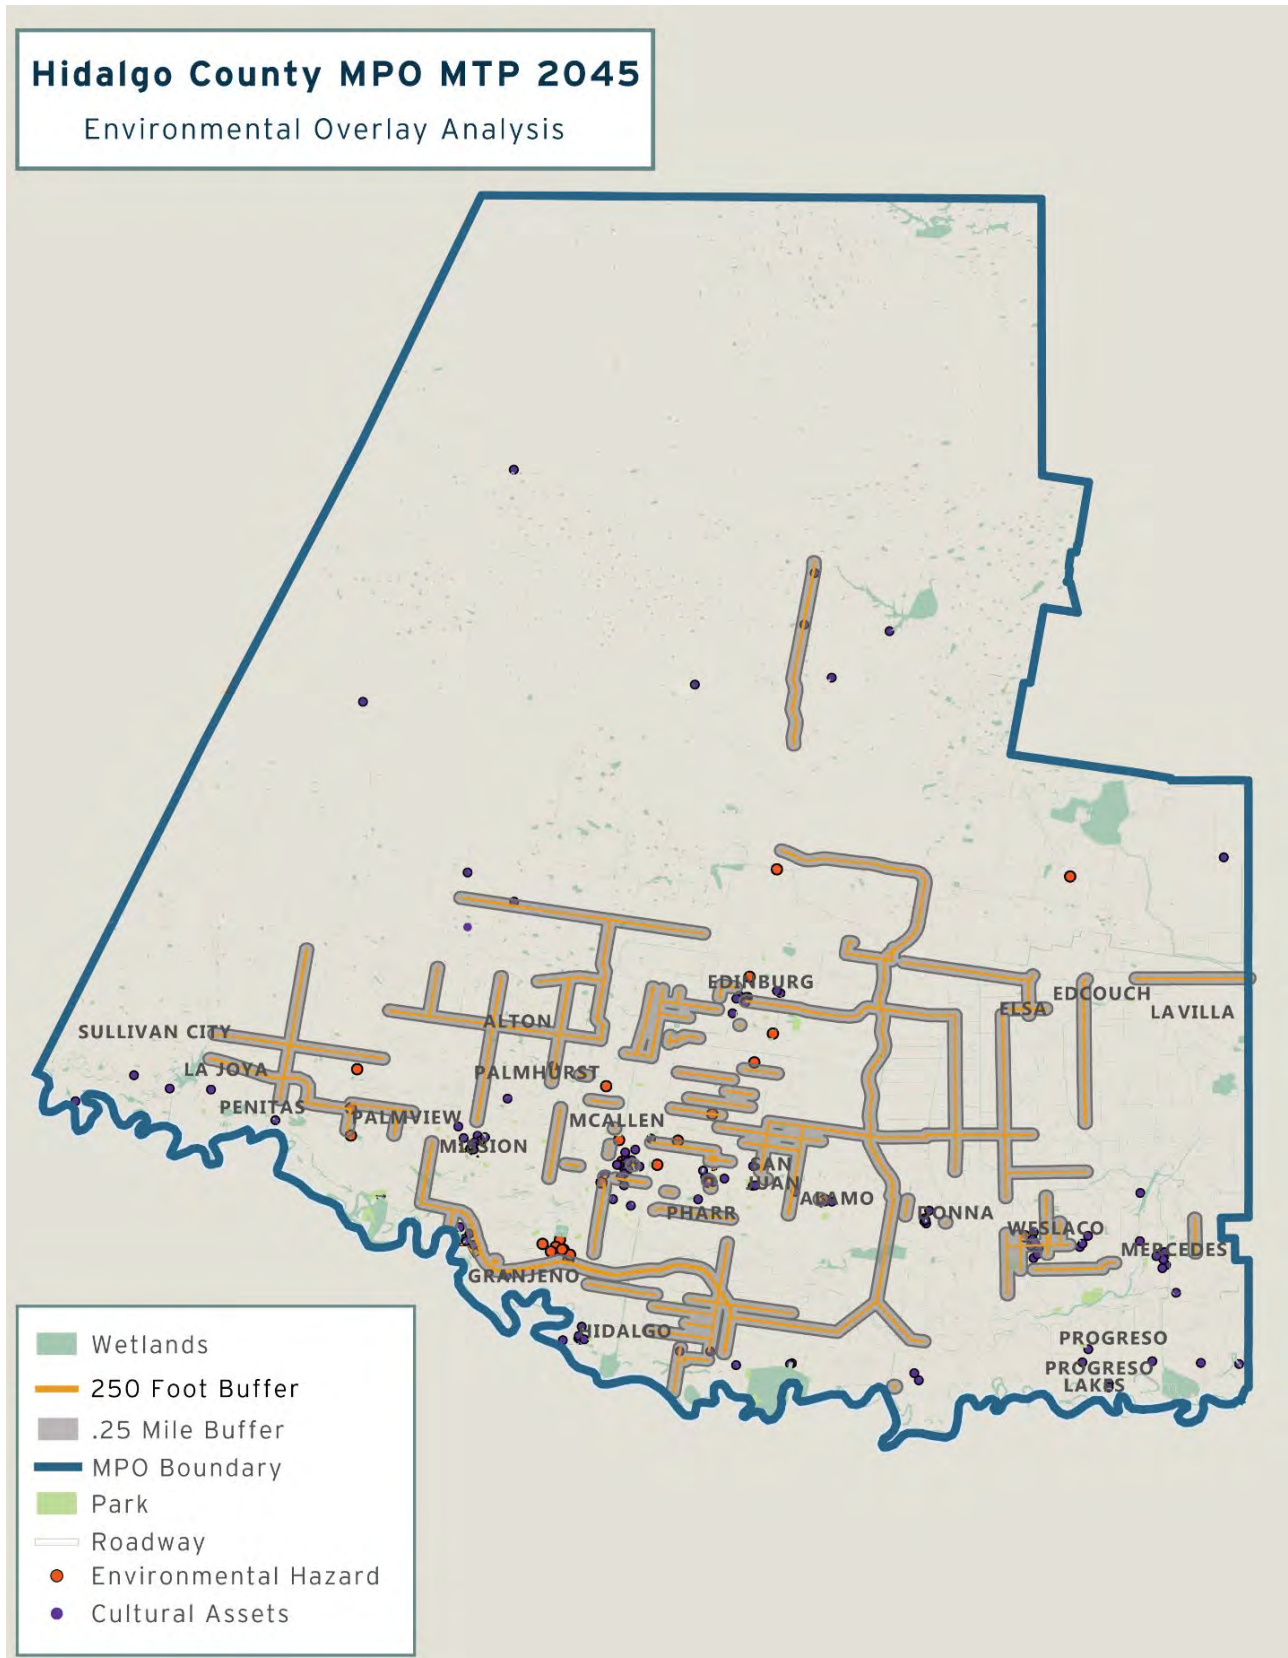 Hidalgo County MPO MTP 2045
Environmental Overlay Analysis
EDINBURG
EDCOUCH
ELSA
LA VILLA
SULLIVAN CITY
ALTON
LA JOYA
PALMHURST
PENITAS
PALMVIEW
MCALLEN
MISSION
SAN
JUAN
ALAMO
PHARR
DONNA
WESLACO
MERCEDES
GRANJENO
HIDALGO
PROGRESO
PROGRESO
LAKES
Wetlands
250 Foot Buffer
.25 Mile Buffer
MPO Boundary
Park
Roadway
Environmental Hazard
Cultural Assets